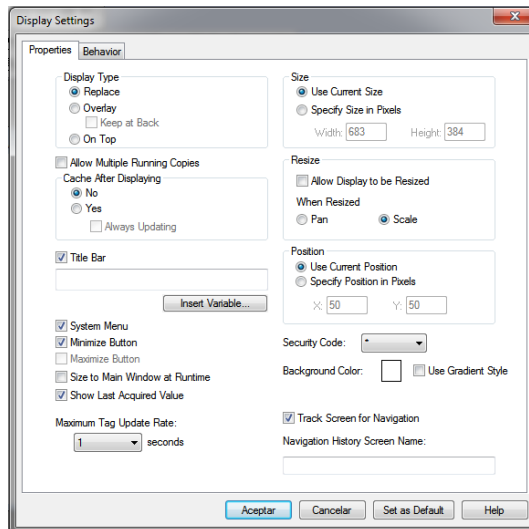 Display Settings
Properties
Behavior
Display Type
Replace
Overlay
Keep at Back
On Top
Allow Multiple Running Copies
Cache After Displaying
No
Yes
Always Updating
Title Bar
Insert Variable...
System Menu
Minimize Button
Maximize Button
Size to Main Window at Runtime
Show Last Acquired Value
Maximum Tag Update Rate:
1 seconds
Size
Use Current Size
Specify Size in Pixels
Width: 683 Height: 384
Resize
Allow Display to be Resized
When Resized
Pan Scale
Position
Use Current Position
Specify Position in Pixels
X: 50 Y: 50
Security Code: *
Background Color: Use Gradient Style
Track Screen for Navigation
Navigation History Screen Name:
Aceptar Cancelar Set as Default Help